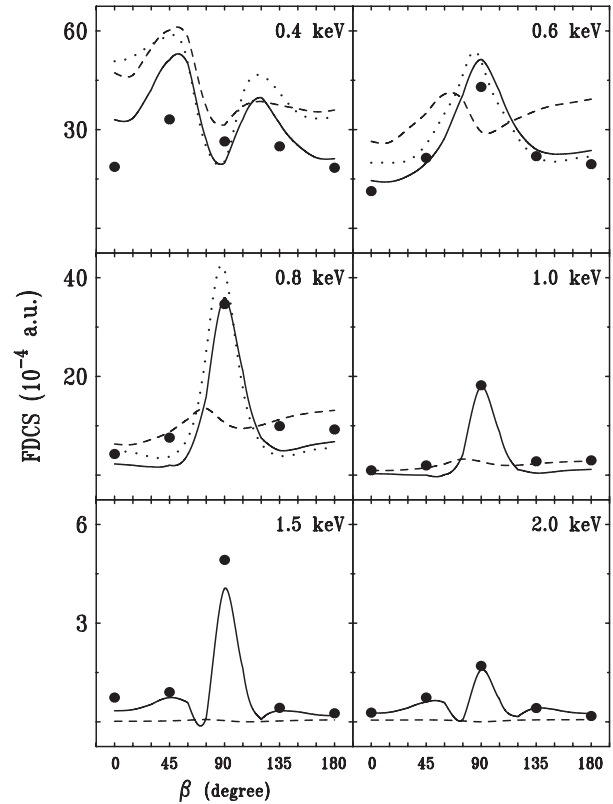 60
30
0.4 keV
0.6 keV
FDCS (10⁻⁴ a.u.)
40
20
0.8 keV
1.0 keV
6
3
1.5 keV
2.0 keV
0 45 90 135 180 0 45 90 135 180
β (degree)